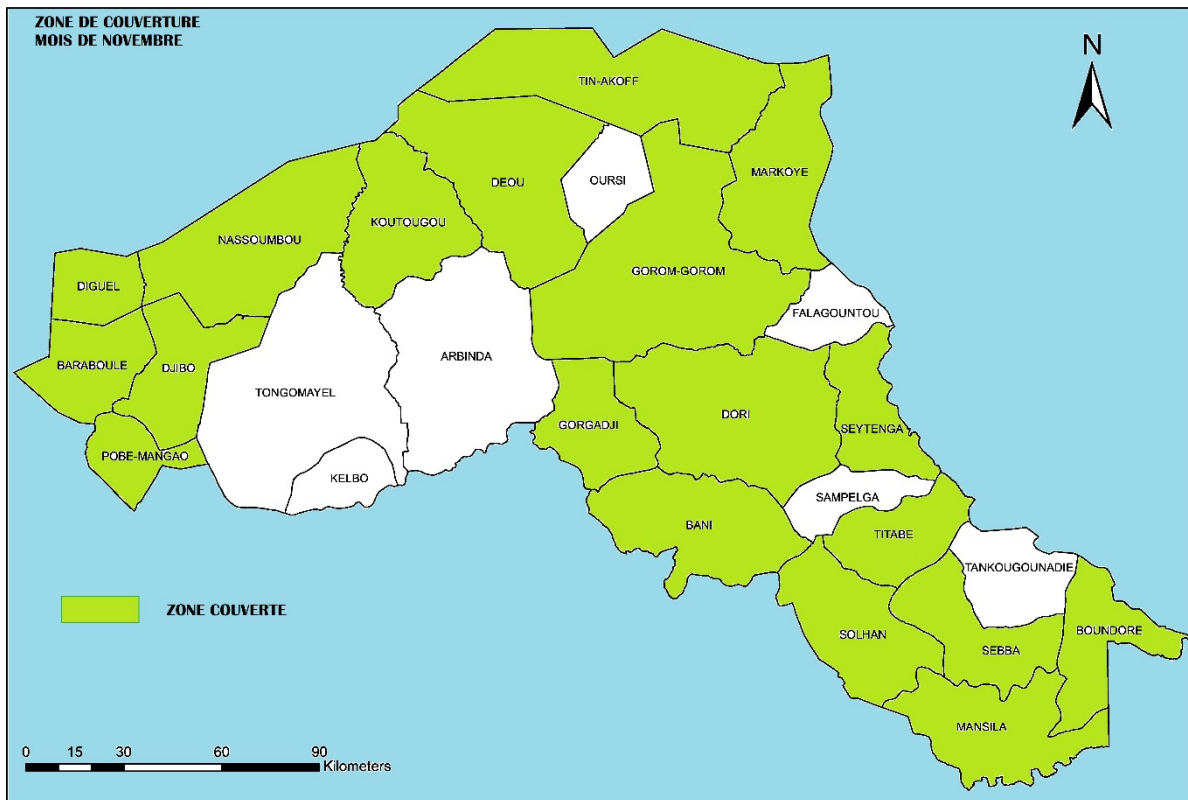 ZONE DE COUVERTURE
MOIS DE NOVEMBRE
N
TIN-AKOFF
MARKOYE
OURSI
DEOU
KOUTOUGOU
NASSOUMBOU
GOROM-GOROM
DIGUEL
FALAGOUNTOU
ARBINDA
BARABOULE
DJIBO
TONGOMAYEL
DORI
GORGADJI
SEYTENGA
POBE-MANGAO
KELBO
SAMPELGA
BANI
TITABE
TANKOUGOUNADIE
ZONE COUVERTE
SOLHAN
BOUNDORE
SEBBA
MANSILA
0 15 30 60 90
Kilometers